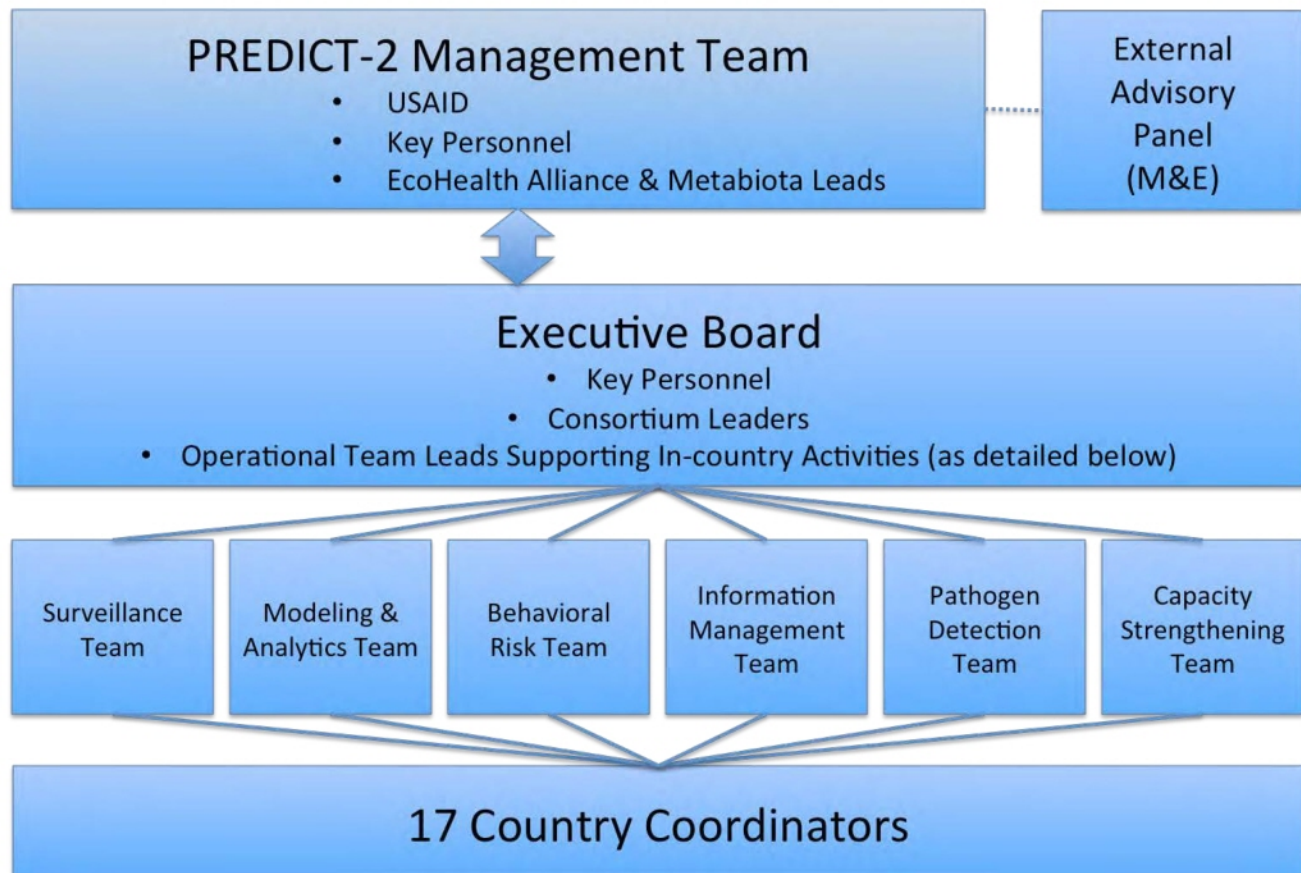 PREDICT-2 Management Team
• USAID
• Key Personnel
• EcoHealth Alliance & Metabiota Leads
External
Advisory
Panel
(M&E)
Executive Board
• Key Personnel
• Consortium Leaders
• Operational Team Leads Supporting In-country Activities (as detailed below)
Surveillance
Team
Modeling &
Analytics Team
Behavioral
Risk Team
Information
Management
Team
Pathogen
Detection
Team
Capacity
Strengthening
Team
17 Country Coordinators